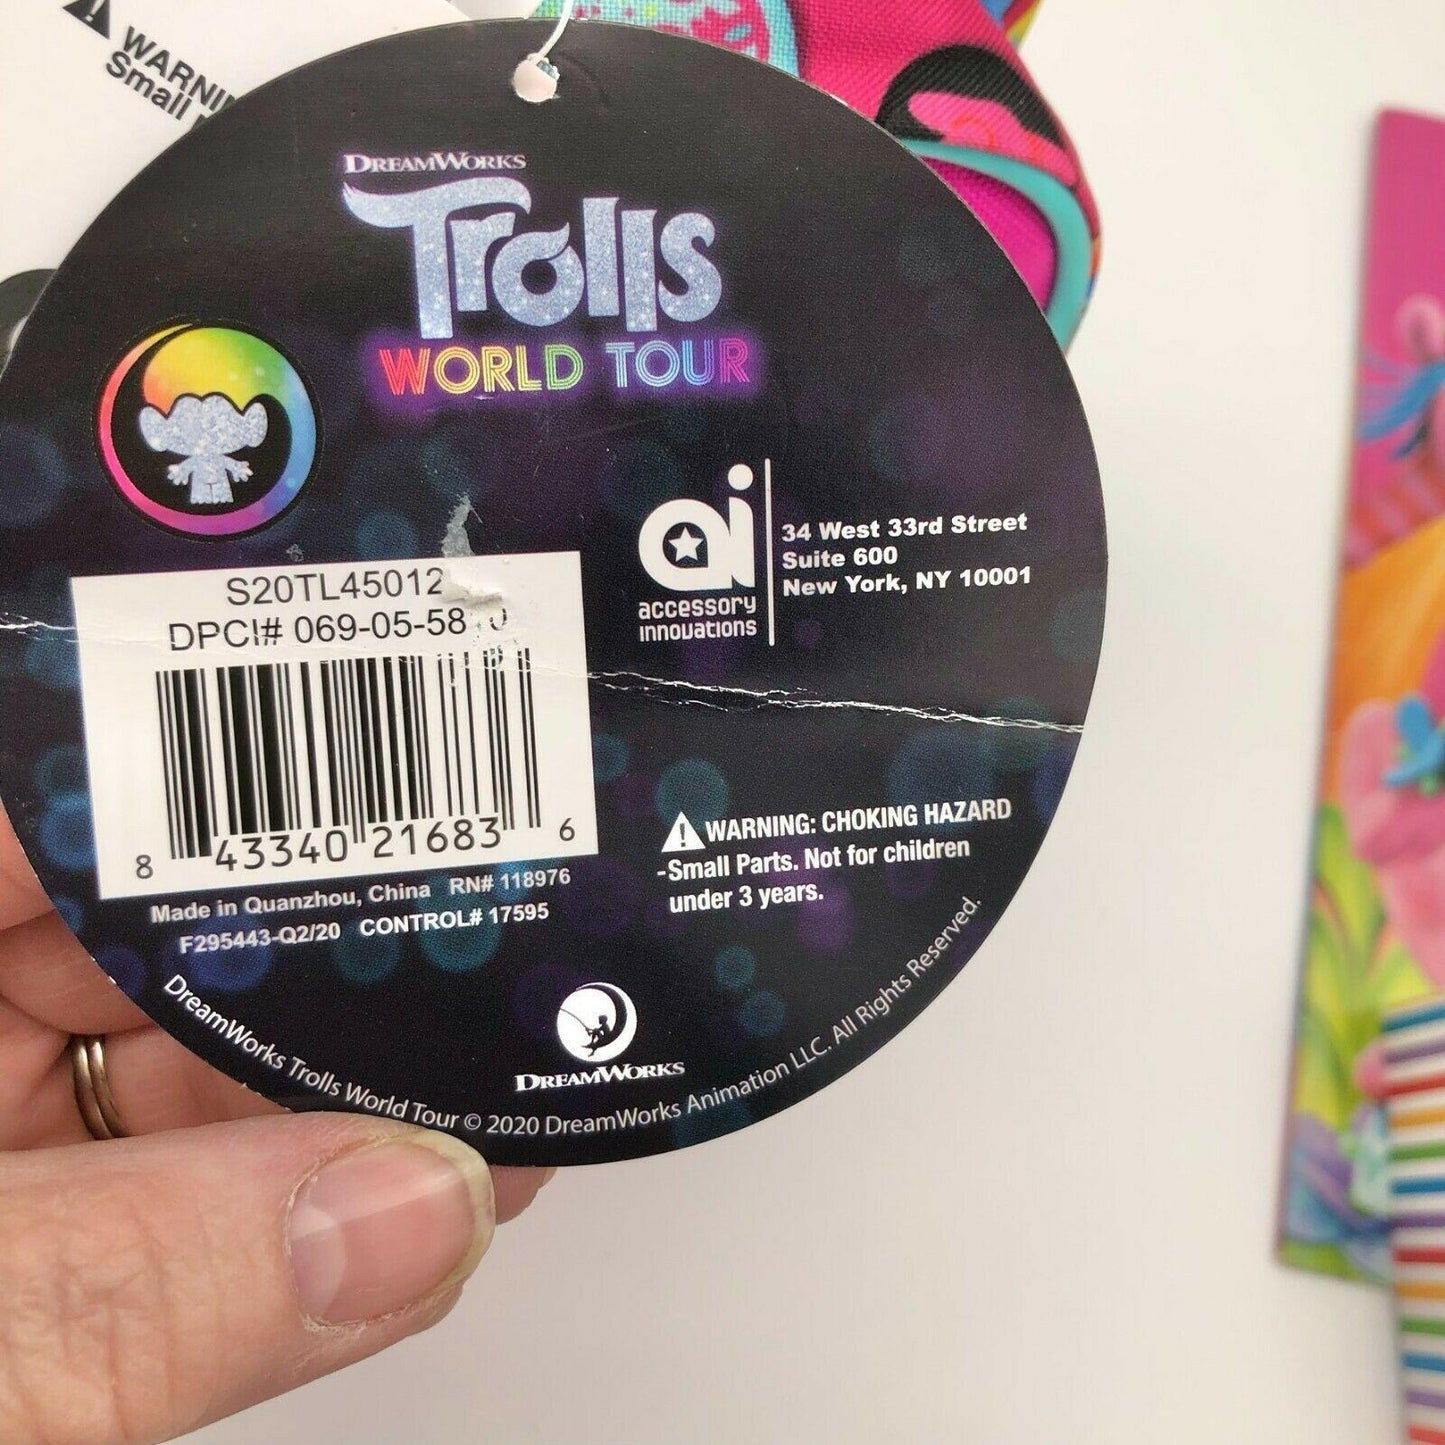 WARNING
Small
DREAMWORKS
Trolls
WORLD TOUR
ai
accessory
innovations
34 West 33rd Street
Suite 600
New York, NY 10001
S20TL45012
DPCI# 069-05-58
8 43340 21683 6
Made in Quanzhou, China RN# 118976
F295443-Q2/20 CONTROL# 17595
WARNING: CHOKING HAZARD
-Small Parts. Not for children
under 3 years.
DREAMWORKS
DreamWorks Trolls World Tour © 2020 DreamWorks Animation LLC. All Rights Reserved.